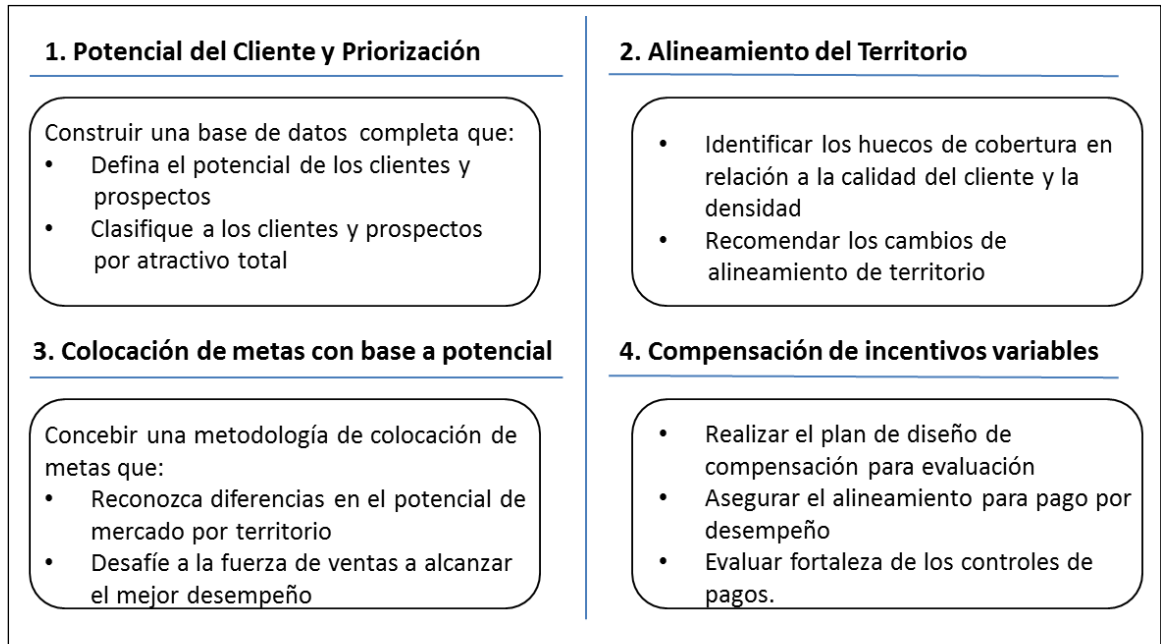 1. Potencial del Cliente y Priorización
Construir una base de datos completa que:
• Defina el potencial de los clientes y
prospectos
• Clasifique a los clientes y prospectos
por atractivo total
2. Alineamiento del Territorio
• Identificar los huecos de cobertura en
relación a la calidad del cliente y la
densidad
• Recomendar los cambios de
alineamiento de territorio
3. Colocación de metas con base a potencial
Concebir una metodología de colocación de
metas que:
• Reconozca diferencias en el potencial de
mercado por territorio
• Desafíe a la fuerza de ventas a alcanzar
el mejor desempeño
4. Compensación de incentivos variables
• Realizar el plan de diseño de
compensación para evaluación
• Asegurar el alineamiento para pago por
desempeño
• Evaluar fortaleza de los controles de
pagos.